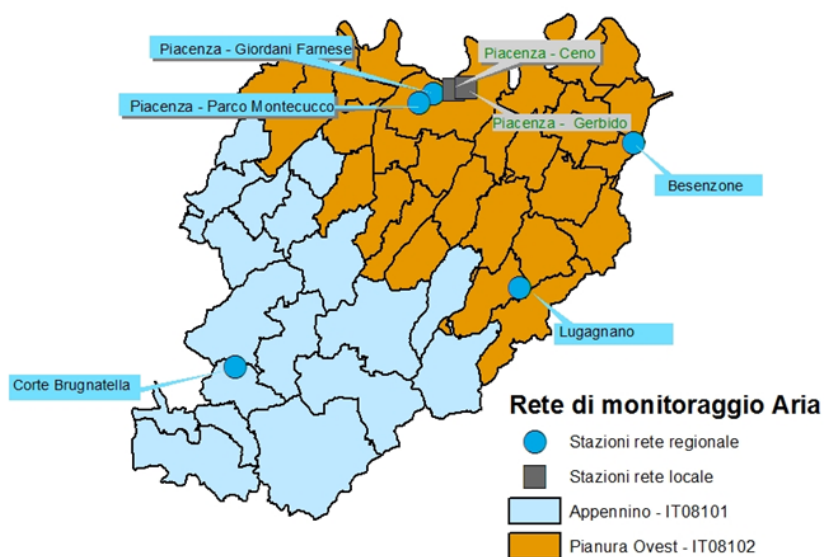 Piacenza - Giordani Farnese
Piacenza - Ceno
Piacenza - Parco Montecucco
Piacenza - Gerbido
Besenzone
Lugagnano
Corte Brugnatella
Rete di monitoraggio Aria
Stazioni rete regionale
Stazioni rete locale
Appennino - IT08101
Pianura Ovest - IT08102